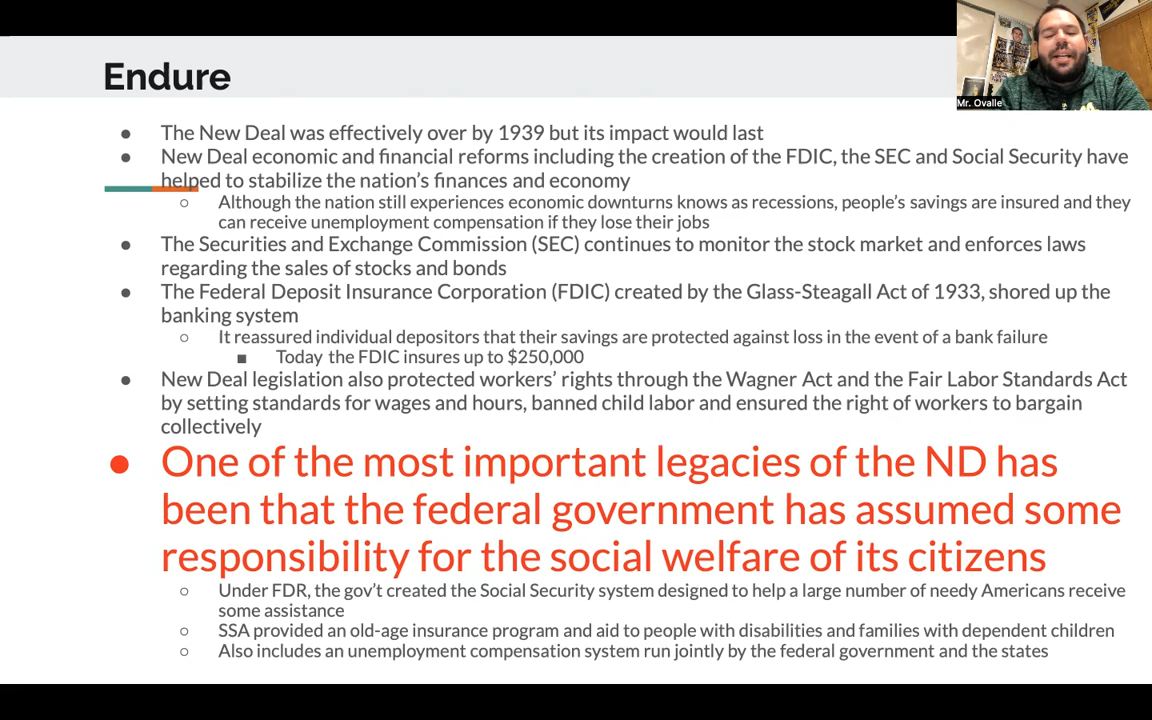 Endure
Mr. Ovalle
● The New Deal was effectively over by 1939 but its impact would last
● New Deal economic and financial reforms including the creation of the FDIC, the SEC and Social Security have
helped to stabilize the nation's finances and economy
○ Although the nation still experiences economic downturns knows as recessions, people's savings are insured and they
can receive unemployment compensation if they lose their jobs
● The Securities and Exchange Commission (SEC) continues to monitor the stock market and enforces laws
regarding the sales of stocks and bonds
● The Federal Deposit Insurance Corporation (FDIC) created by the Glass-Steagall Act of 1933, shored up the
banking system
○ It reassured individual depositors that their savings are protected against loss in the event of a bank failure
■ Today the FDIC insures up to $250,000
● New Deal legislation also protected workers' rights through the Wagner Act and the Fair Labor Standards Act
by setting standards for wages and hours, banned child labor and ensured the right of workers to bargain
collectively
● One of the most important legacies of the ND has
been that the federal government has assumed some
responsibility for the social welfare of its citizens
○ Under FDR, the gov't created the Social Security system designed to help a large number of needy Americans receive
some assistance
○ SSA provided an old-age insurance program and aid to people with disabilities and families with dependent children
○ Also includes an unemployment compensation system run jointly by the federal government and the states